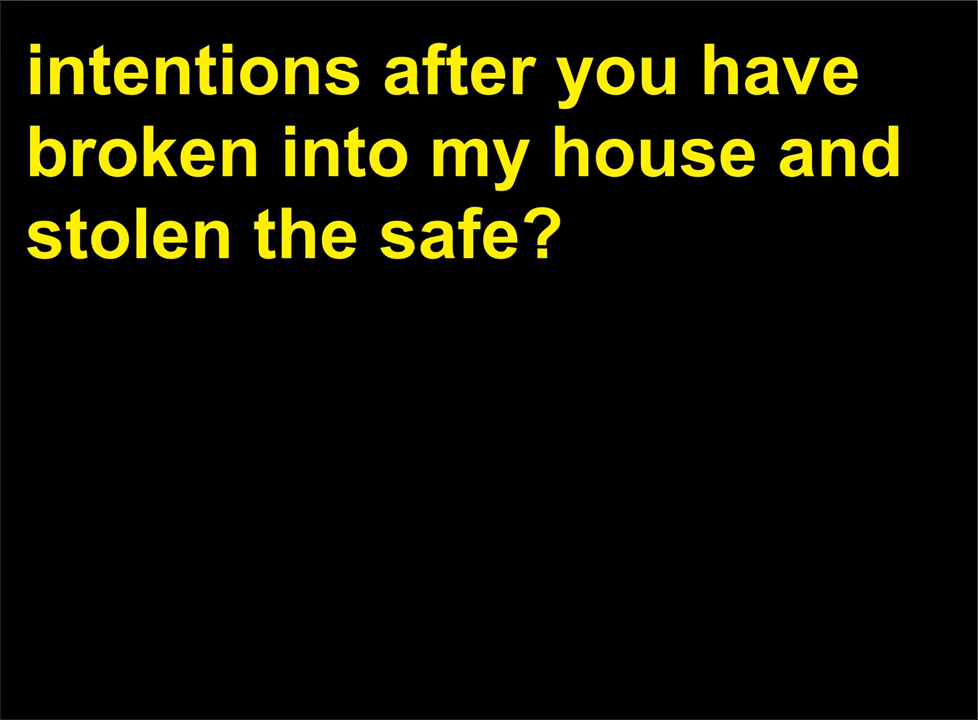 intentions after you have
broken into my house and
stolen the safe?